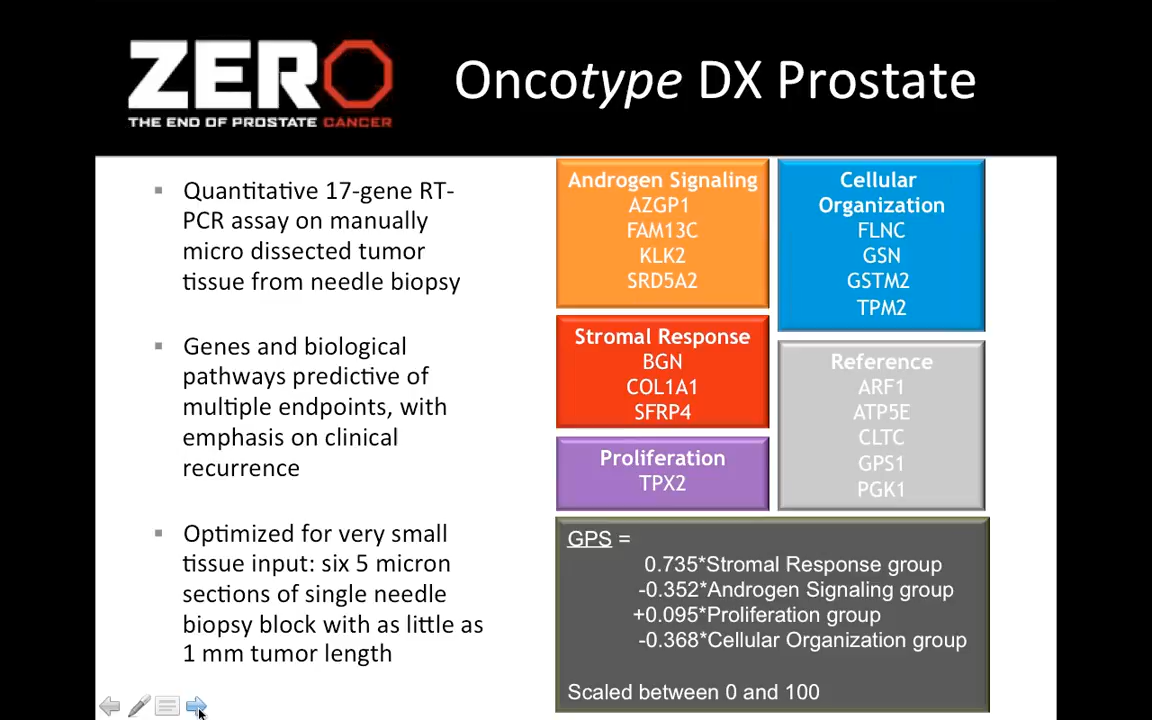 ZERO
THE END OF PROSTATE CANCER
Oncotype DX Prostate
▪ Quantitative 17-gene RT-
PCR assay on manually
micro dissected tumor
tissue from needle biopsy
▪ Genes and biological
pathways predictive of
multiple endpoints, with
emphasis on clinical
recurrence
▪ Optimized for very small
tissue input: six 5 micron
sections of single needle
biopsy block with as little as
1 mm tumor length
Androgen Signaling
AZGP1
FAM13C
KLK2
SRD5A2
Cellular
Organization
FLNC
GSN
GSTM2
TPM2
Stromal Response
BGN
COL1A1
SFRP4
Reference
ARF1
ATP5E
CLTC
GPS1
PGK1
Proliferation
TPX2
GPS =
0.735*Stromal Response group
-0.352*Androgen Signaling group
+0.095*Proliferation group
-0.368*Cellular Organization group
Scaled between 0 and 100